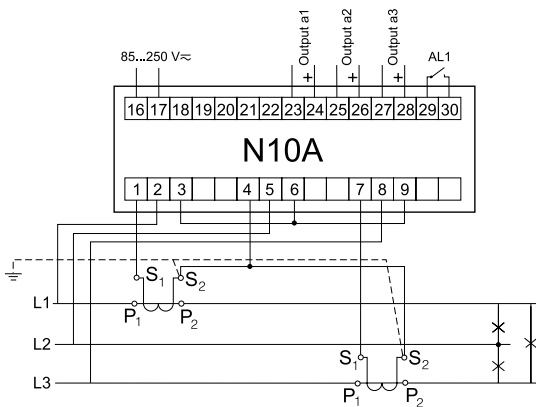 85...250 V≂
Output a1
+
Output a2
+
Output a3
+
AL1
16 17 18 19 20 21 22 23 24 25 26 27 28 29 30
N10A
1 2 3 4 5 6 7 8 9
S1 S2
L1
P1 P2
L2
S1 S2
L3
P1 P2